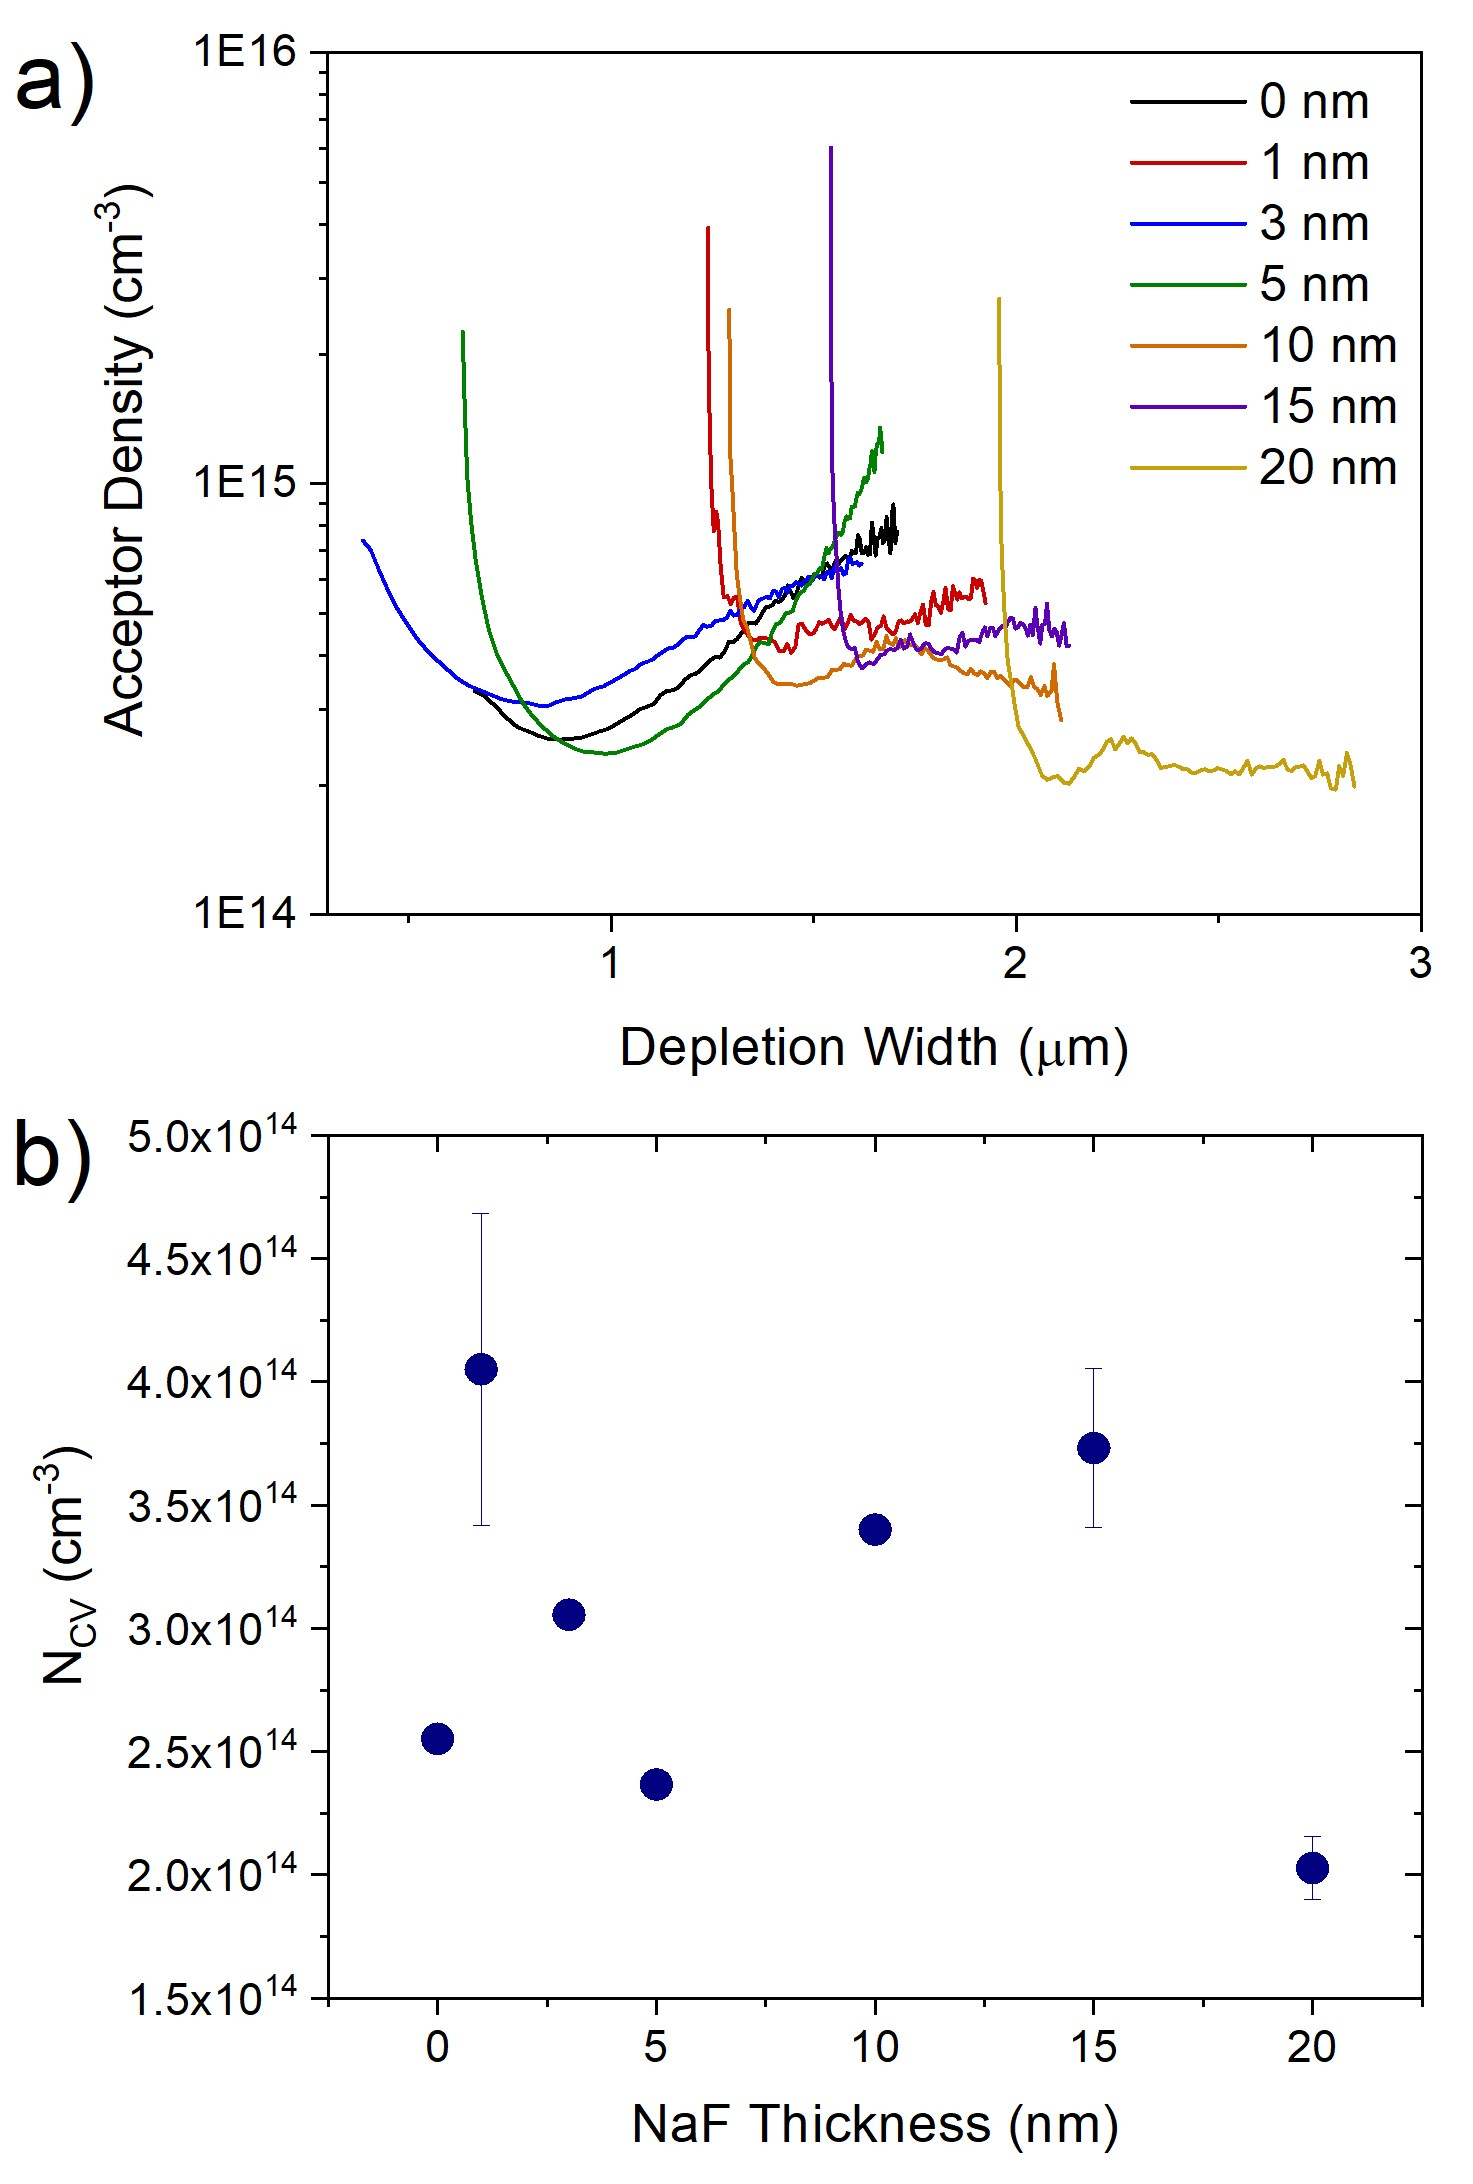 a)
1E16
1E15
1E14
Acceptor Density (cm⁻³)
0 nm
1 nm
3 nm
5 nm
10 nm
15 nm
20 nm
1 2 3
Depletion Width (μm)
b)
5.0x10¹⁴
4.5x10¹⁴
4.0x10¹⁴
3.5x10¹⁴
3.0x10¹⁴
2.5x10¹⁴
2.0x10¹⁴
1.5x10¹⁴
N_CV (cm⁻³)
0 5 10 15 20
NaF Thickness (nm)